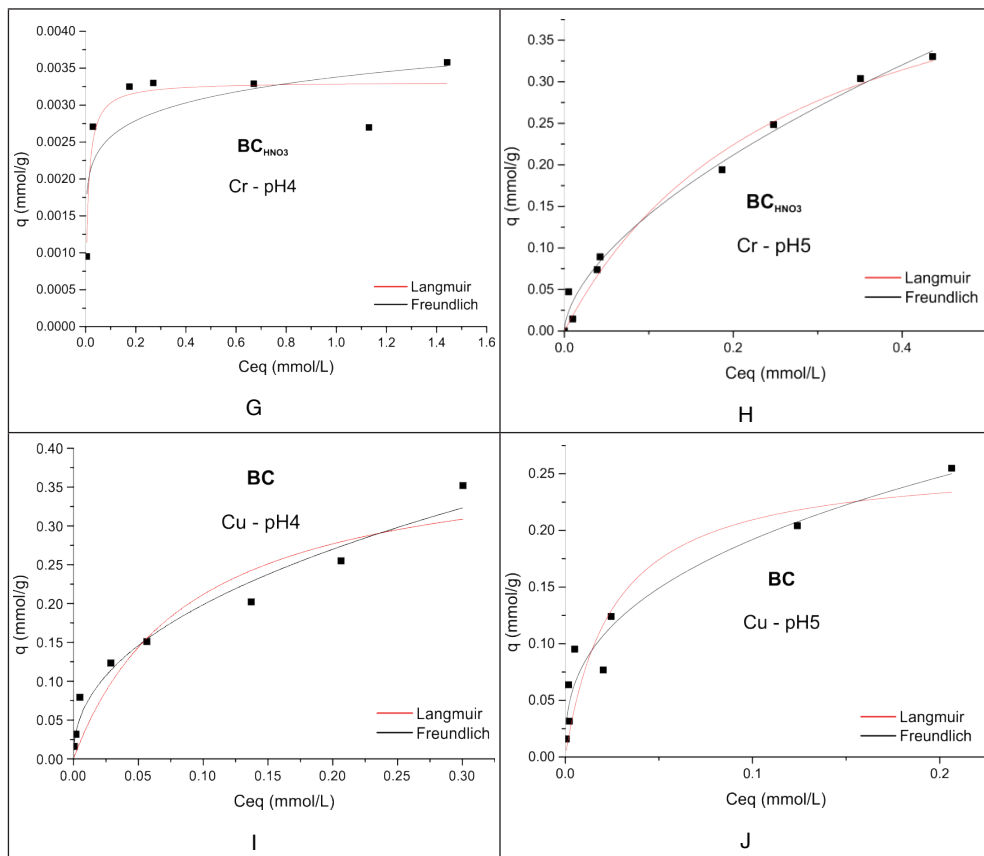 0.0040
0.0035
0.0030
0.0025
0.0020
0.0015
0.0010
0.0005
0.0000
q (mmol/g)
BC_HNO3
Cr - pH4
Langmuir
Freundlich
0.0 0.2 0.4 0.6 0.8 1.0 1.2 1.4 1.6
Ceq (mmol/L)
G
0.35
0.30
0.25
0.20
0.15
0.10
0.05
0.00
q (mmol/g)
BC_HNO3
Cr - pH5
Langmuir
Freundlich
0.0 0.2 0.4
Ceq (mmol/L)
H
0.40
0.35
0.30
0.25
0.20
0.15
0.10
0.05
0.00
q (mmol/g)
BC
Cu - pH4
Langmuir
Freundlich
0.00 0.05 0.10 0.15 0.20 0.25 0.30
Ceq (mmol/L)
I
0.25
0.20
0.15
0.10
0.05
0.00
q (mmol/g)
BC
Cu - pH5
Langmuir
Freundlich
0.0 0.1 0.2
Ceq (mmol/L)
J